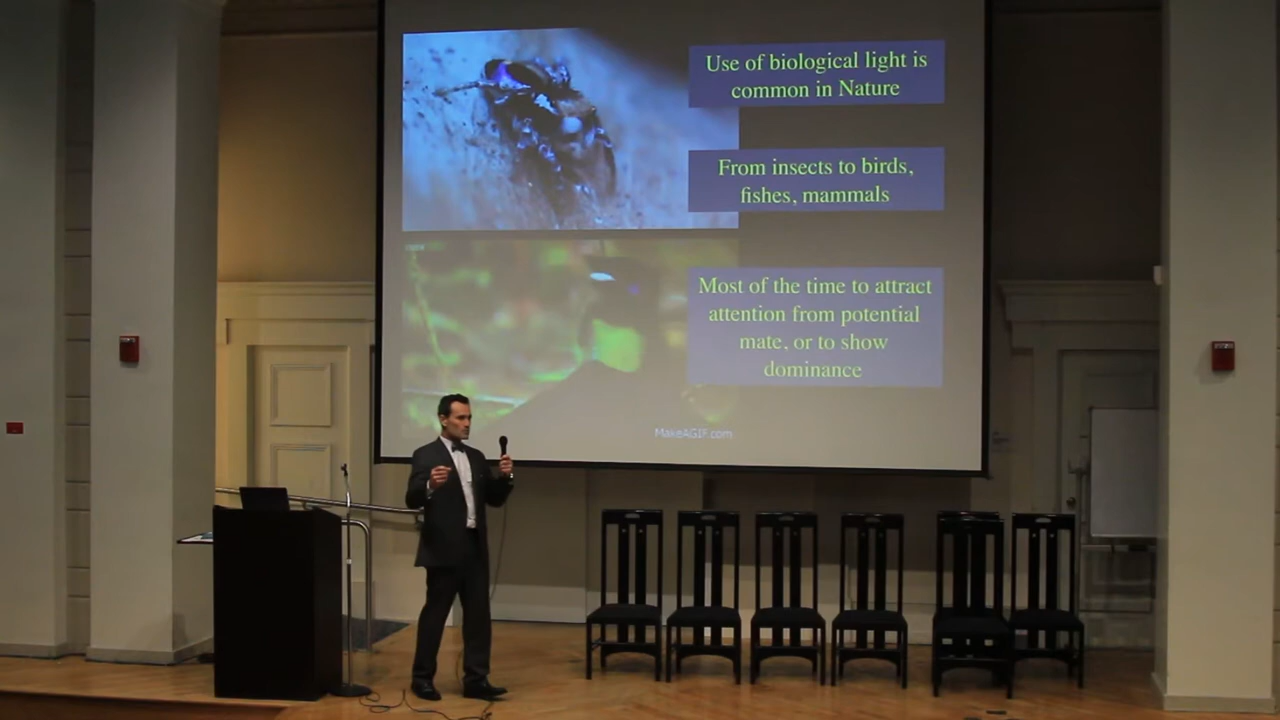 Use of biological light is
common in Nature
From insects to birds,
fishes, mammals
Most of the time to attract
attention from potential
mate, or to show
dominance
MakeAGIF.com